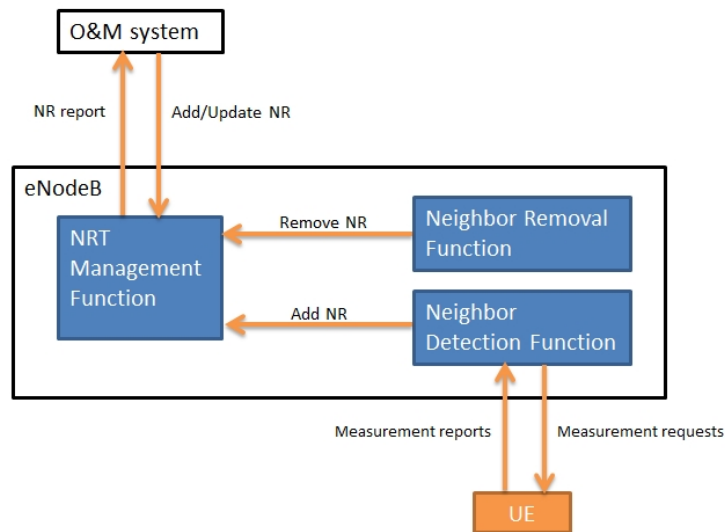 O&M system
NR report
Add/Update NR
eNodeB
NRT
Management
Function
Remove NR
Neighbor Removal
Function
Add NR
Neighbor
Detection Function
Measurement reports
Measurement requests
UE